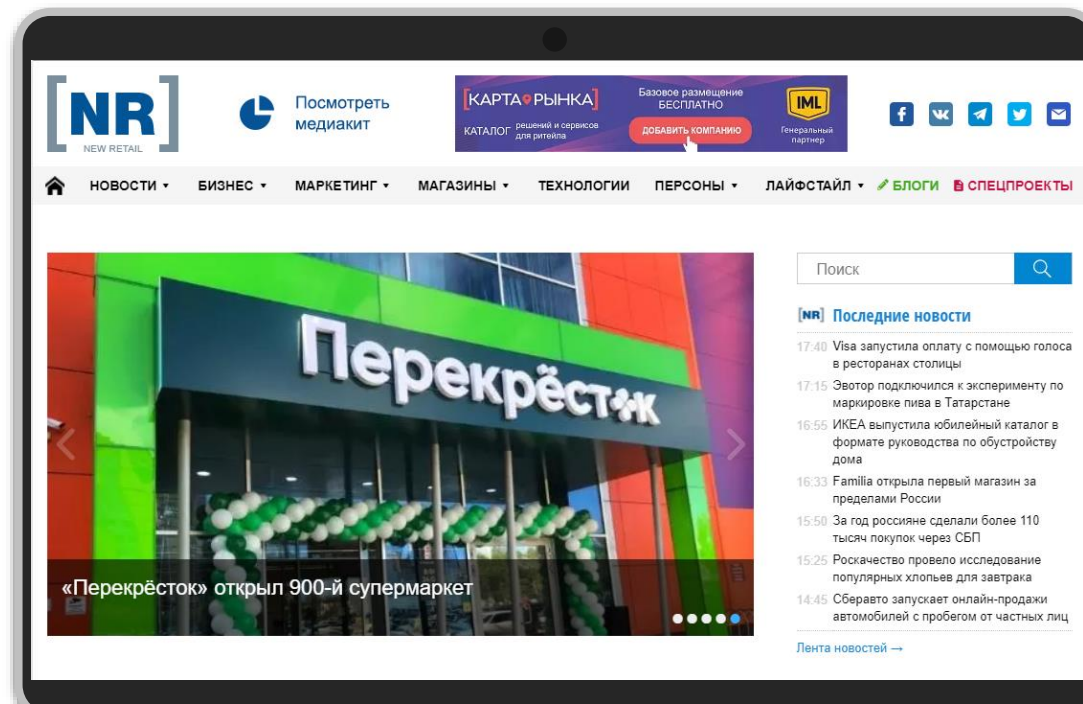 NR
NEW RETAIL
Посмотреть
медиакит
[КАРТА РЫНКА]
КАТАЛОГ решений и сервисов
для ритейла
Базовое размещение
БЕСПЛАТНО
ДОБАВИТЬ КОМПАНИЮ
IML
Генеральный
партнер
НОВОСТИ БИЗНЕС МАРКЕТИНГ МАГАЗИНЫ ТЕХНОЛОГИИ ПЕРСОНЫ ЛАЙФСТАЙЛ БЛОГИ СПЕЦПРОЕКТЫ
Перекрёсток
«Перекрёсток» открыл 900-й супермаркет
Поиск
[NR] Последние новости
17:40 Visa запустила оплату с помощью голоса
в ресторанах столицы
17:15 Эвотор подключился к эксперименту по
маркировке пива в Татарстане
16:55 ИКЕА выпустила юбилейный каталог в
формате руководства по обустройству
дома
16:33 Familia открыла первый магазин за
пределами России
15:50 За год россияне сделали более 110
тысяч покупок через СБП
15:25 Роскачество провело исследование
популярных хлопьев для завтрака
14:45 Сберавто запускает онлайн-продажи
автомобилей с пробегом от частных лиц
Лента новостей →